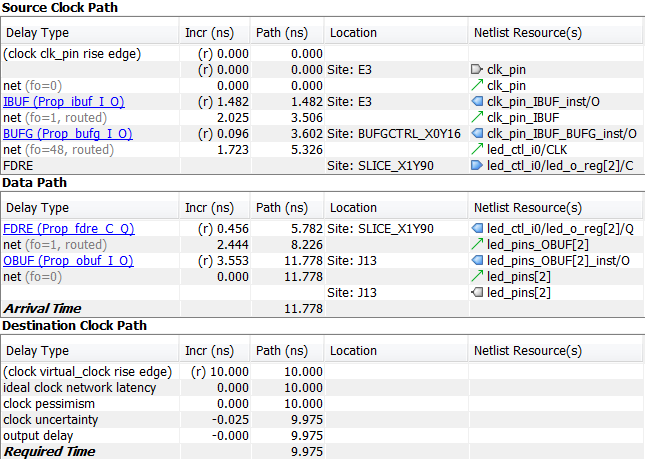 Source Clock Path
Delay Type Incr (ns) Path (ns) Location Netlist Resource(s)
(clock clk_pin rise edge) (r) 0.000 0.000
(r) 0.000 0.000 Site: E3 clk_pin
net (fo=0) 0.000 0.000 clk_pin
IBUF (Prop_ibuf_I_O) (r) 1.482 1.482 Site: E3 clk_pin_IBUF_inst/O
net (fo=1, routed) 2.025 3.506 clk_pin_IBUF
BUFG (Prop_bufg_I_O) (r) 0.096 3.602 Site: BUFGCTRL_X0Y16 clk_pin_IBUF_BUFG_inst/O
net (fo=48, routed) 1.723 5.326 led_ctl_i0/CLK
FDRE Site: SLICE_X1Y90 led_ctl_i0/led_o_reg[2]/C
Data Path
Delay Type Incr (ns) Path (ns) Location Netlist Resource(s)
FDRE (Prop_fdre_C_Q) (r) 0.456 5.782 Site: SLICE_X1Y90 led_ctl_i0/led_o_reg[2]/Q
net (fo=1, routed) 2.444 8.226 led_pins_OBUF[2]
OBUF (Prop_obuf_I_O) (r) 3.553 11.778 Site: J13 led_pins_OBUF[2]_inst/O
net (fo=0) 0.000 11.778 led_pins[2]
Site: J13 led_pins[2]
Arrival Time 11.778
Destination Clock Path
Delay Type Incr (ns) Path (ns) Location Netlist Resource(s)
(clock virtual_clock rise edge) (r) 10.000 10.000
ideal clock network latency 0.000 10.000
clock pessimism 0.000 10.000
clock uncertainty -0.025 9.975
output delay -0.000 9.975
Required Time 9.975